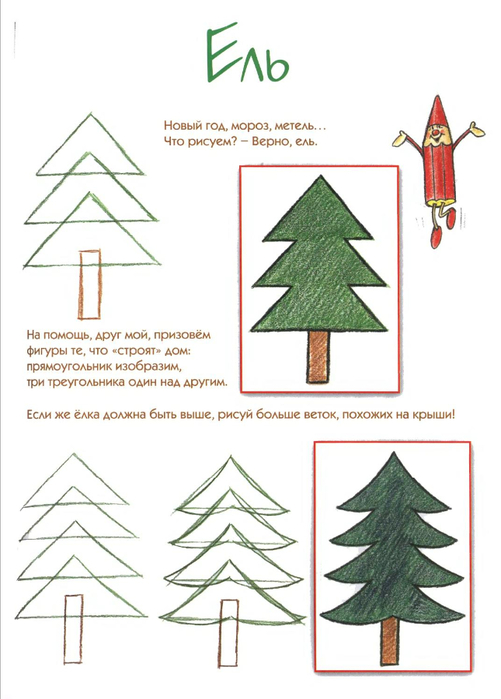 Ель
Новый год, мороз, метель...
Что рисуем? – Верно, ель.
На помощь, друг мой, призовём
фигуры те, что «строят» дом:
прямоугольник изобразим,
три треугольника один над другим.
Если же ёлка должна быть выше, рисуй больше веток, похожих на крыши!